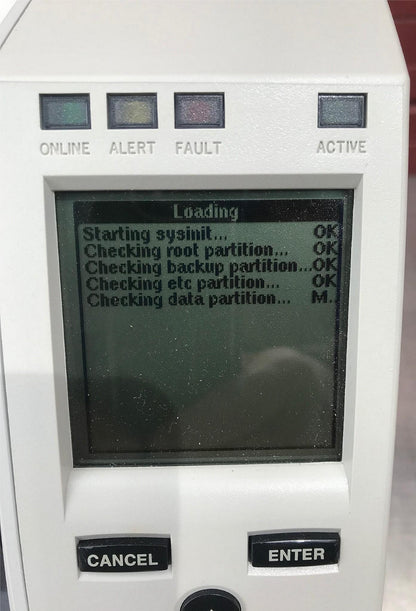 ONLINE ALERT FAULT ACTIVE
Loading
Starting sysinit... OK
Checking root partition... OK
Checking backup partition...OK
Checking etc partition... OK
Checking data partition... M..
CANCEL ENTER